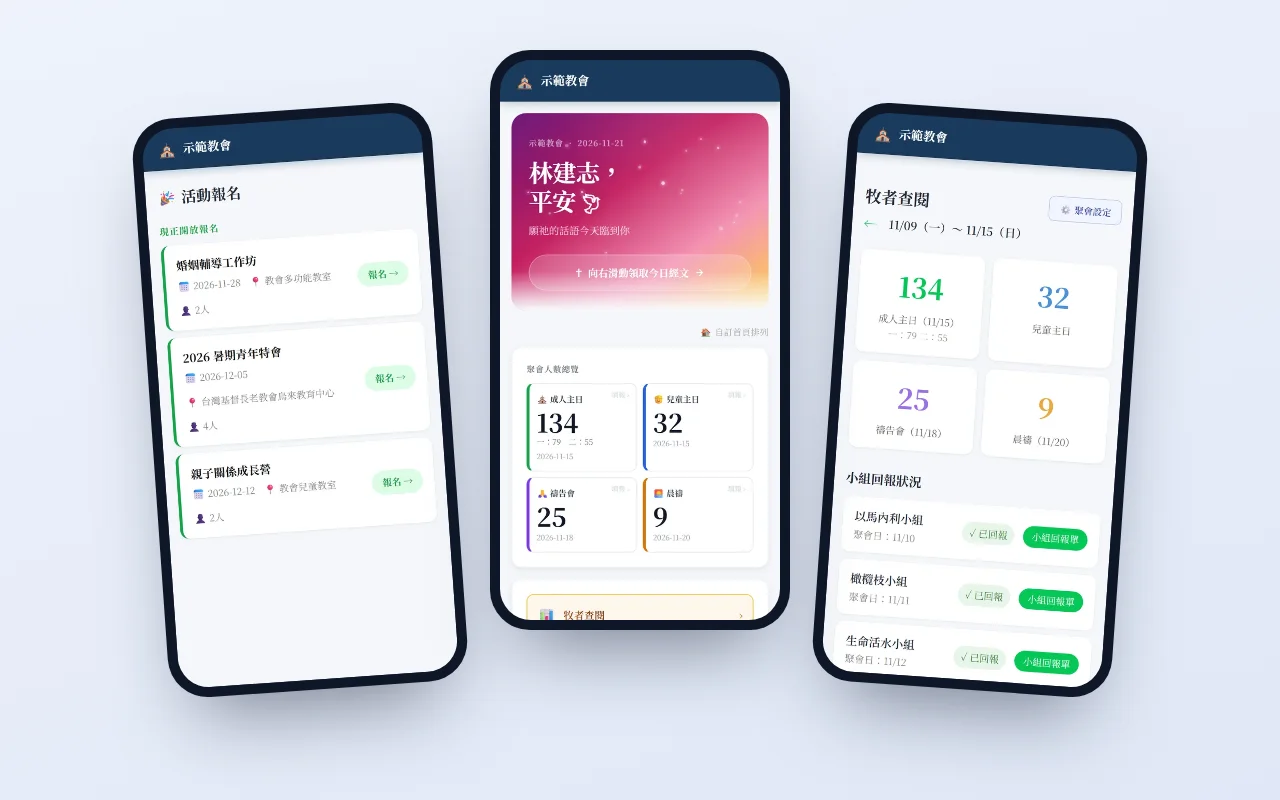 示範教會
活動報名
現正開放報名
婚姻輔導工作坊
2026-11-28 教會多功能教室
2人
報名 →
2026 暑期青年特會
2026-12-05
台灣基督長老教會烏來教育中心
4人
報名 →
親子關係成長營
2026-12-12 教會兒童教室
2人
報名 →
示範教會
示範教會 · 2026-11-21
林建志，
平安
願祂的話語今天臨到你
✝ 向右滑動領取今日經文 →
自訂首頁排列
聚會人數總覽
成人主日
134
一：79 二：55
2026-11-15
兒童主日
32
2026-11-15
禱告會
25
2026-11-18
晨禱
9
2026-11-20
牧者查閱 ›
示範教會
牧者查閱
聚會設定
← 11/09（一）～ 11/15（日）
134
成人主日（11/15）
一：79 二：55
32
兒童主日
25
禱告會（11/18）
9
晨禱（11/20）
小組回報狀況
以馬內利小組
聚會日：11/10
✓ 已回報
小組回報單
橄欖枝小組
聚會日：11/11
✓ 已回報
小組回報單
生命活水小組
聚會日：11/12
✓ 已回報
小組回報單